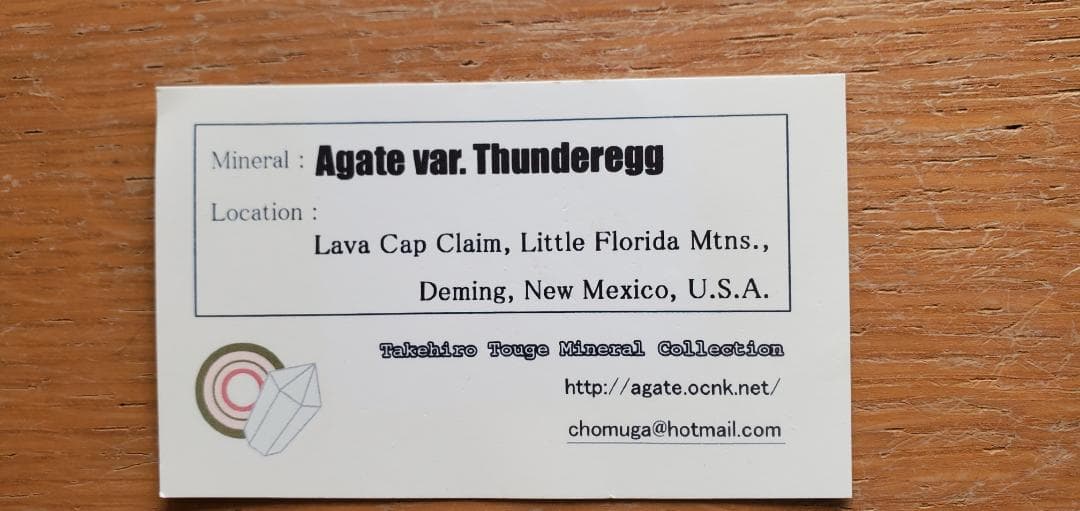 Mineral : Agate var. Thunderegg
Location :
Lava Cap Claim, Little Florida Mtns.,
Deming, New Mexico, U.S.A.
Takehiro Touge Mineral Collection
http://agate.ocnk.net/
chomuga@hotmail.com